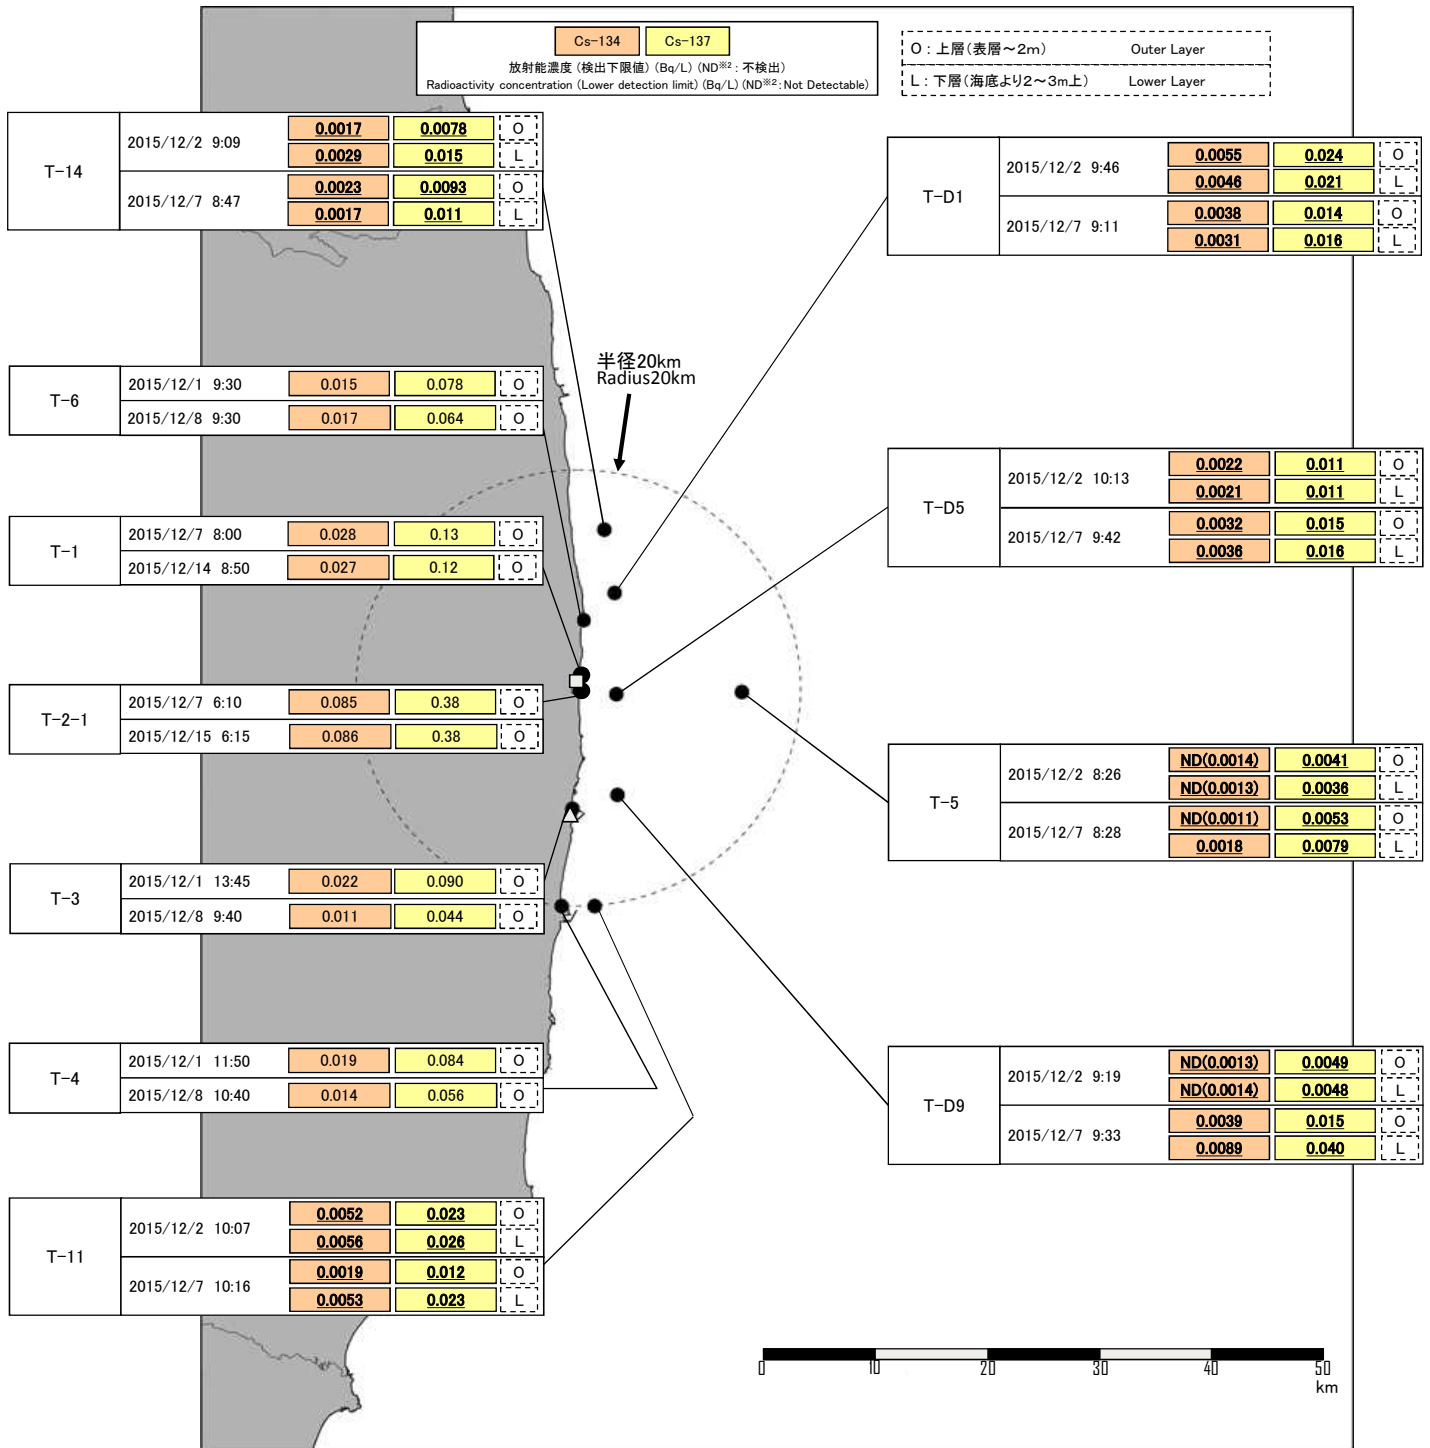 Cs-134 Cs-137
放射能濃度 (検出下限値) (Bq/L) (ND※2 : 不検出)
Radioactivity concentration (Lower detection limit) (Bq/L) (ND※2:Not Detectable)
O : 上層(表層～2m) Outer Layer
L : 下層(海底より2～3m上) Lower Layer
T-14
2015/12/2 9:09
0.0017 0.0078 O
0.0029 0.015 L
2015/12/7 8:47
0.0023 0.0093 O
0.0017 0.011 L
T-D1
2015/12/2 9:46
0.0055 0.024 O
0.0046 0.021 L
2015/12/7 9:11
0.0038 0.014 O
0.0031 0.016 L
半径20km
Radius20km
T-6
2015/12/1 9:30 0.015 0.078 O
2015/12/8 9:30 0.017 0.064 O
T-D5
2015/12/2 10:13
0.0022 0.011 O
0.0021 0.011 L
2015/12/7 9:42
0.0032 0.015 O
0.0036 0.016 L
T-1
2015/12/7 8:00 0.028 0.13 O
2015/12/14 8:50 0.027 0.12 O
T-2-1
2015/12/7 6:10 0.085 0.38 O
2015/12/15 6:15 0.086 0.38 O
T-5
2015/12/2 8:26
ND(0.0014) 0.0041 O
ND(0.0013) 0.0036 L
2015/12/7 8:28
ND(0.0011) 0.0053 O
0.0018 0.0079 L
T-3
2015/12/1 13:45 0.022 0.090 O
2015/12/8 9:40 0.011 0.044 O
T-4
2015/12/1 11:50 0.019 0.084 O
2015/12/8 10:40 0.014 0.056 O
T-D9
2015/12/2 9:19
ND(0.0013) 0.0049 O
ND(0.0014) 0.0048 L
2015/12/7 9:33
0.0039 0.015 O
0.0089 0.040 L
T-11
2015/12/2 10:07
0.0052 0.023 O
0.0056 0.026 L
2015/12/7 10:16
0.0019 0.012 O
0.0053 0.023 L
0 10 20 30 40 50
km